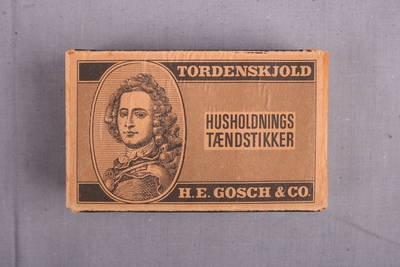 TORDENSKJOLD
HUSHOLDNINGS
TÆNDSTIKKER
H.E. GOSCH & CO.